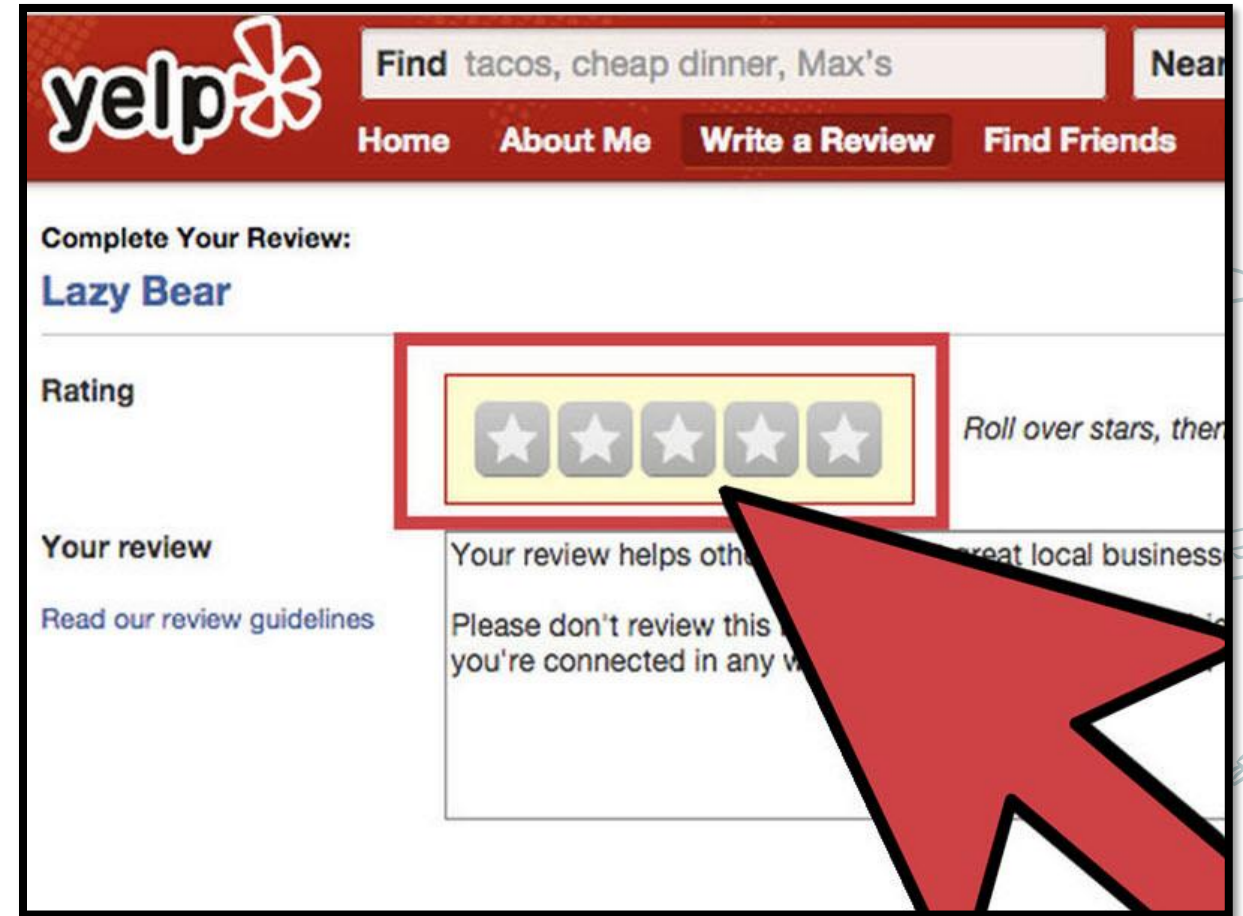 yelp
Find tacos, cheap dinner, Max's
Near
Home About Me Write a Review Find Friends
Complete Your Review:
Lazy Bear
Rating
Roll over stars, then
Your review
Read our review guidelines
Your review helps great local
Please don't review this
you're connected in any